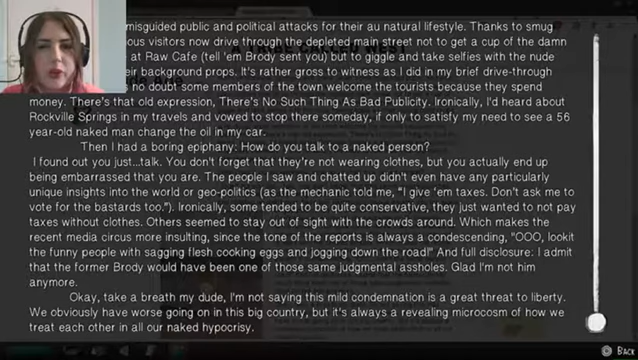 misguided public and political attacks for their au natural lifestyle. Thanks to smug
ious visitors now drive through the depleted mainstreet not to get a cup of the damn
at Raw Cafe (tell 'em Brody sent you) but to giggle and take selfies with the nude
eir background props. It's rather gross to witness as I did in my brief drive-through
no doubt some members of the town welcome the tourists because they spend
money. There's that old expression, There's No Such Thing As Bad Publicity. Ironically, I'd heard about
Rockville Springs in my travels and vowed to stop there someday, if only to satisfy my need to see a 56
year-old naked man change the oil in my car.
Then I had a boring epiphany. How do you talk to a naked person?
I found out you just...talk. You don't forget that they're not wearing clothes, but you actually end up
being embarrassed that you are. The people I saw and chatted up didn't even have any particularly
unique insights into the world or geo-politics (as the mechanic told me, "I give 'em taxes. Don't ask me to
vote for the bastards too."). Ironically, some tended to be quite conservative, they just wanted to not pay
taxes without clothes. Others seemed to stay out of sight with the crowds around. Which makes the
recent media circus more insulting, since the tone of the reports is always a condescending, "OOO, lookit
the funny people with sagging flesh cooking eggs and jogging down the road!" And full disclosure: I admit
that the former Brody would have been one of those same judgmental assholes. Glad I'm not him
anymore.
Okay, take a breath my dude, I'm not saying this mild condemnation is a great threat to liberty.
We obviously have worse going on in this big country, but it's always a revealing microcosm of how we
treat each other in all our naked hypocrisy.
BACK